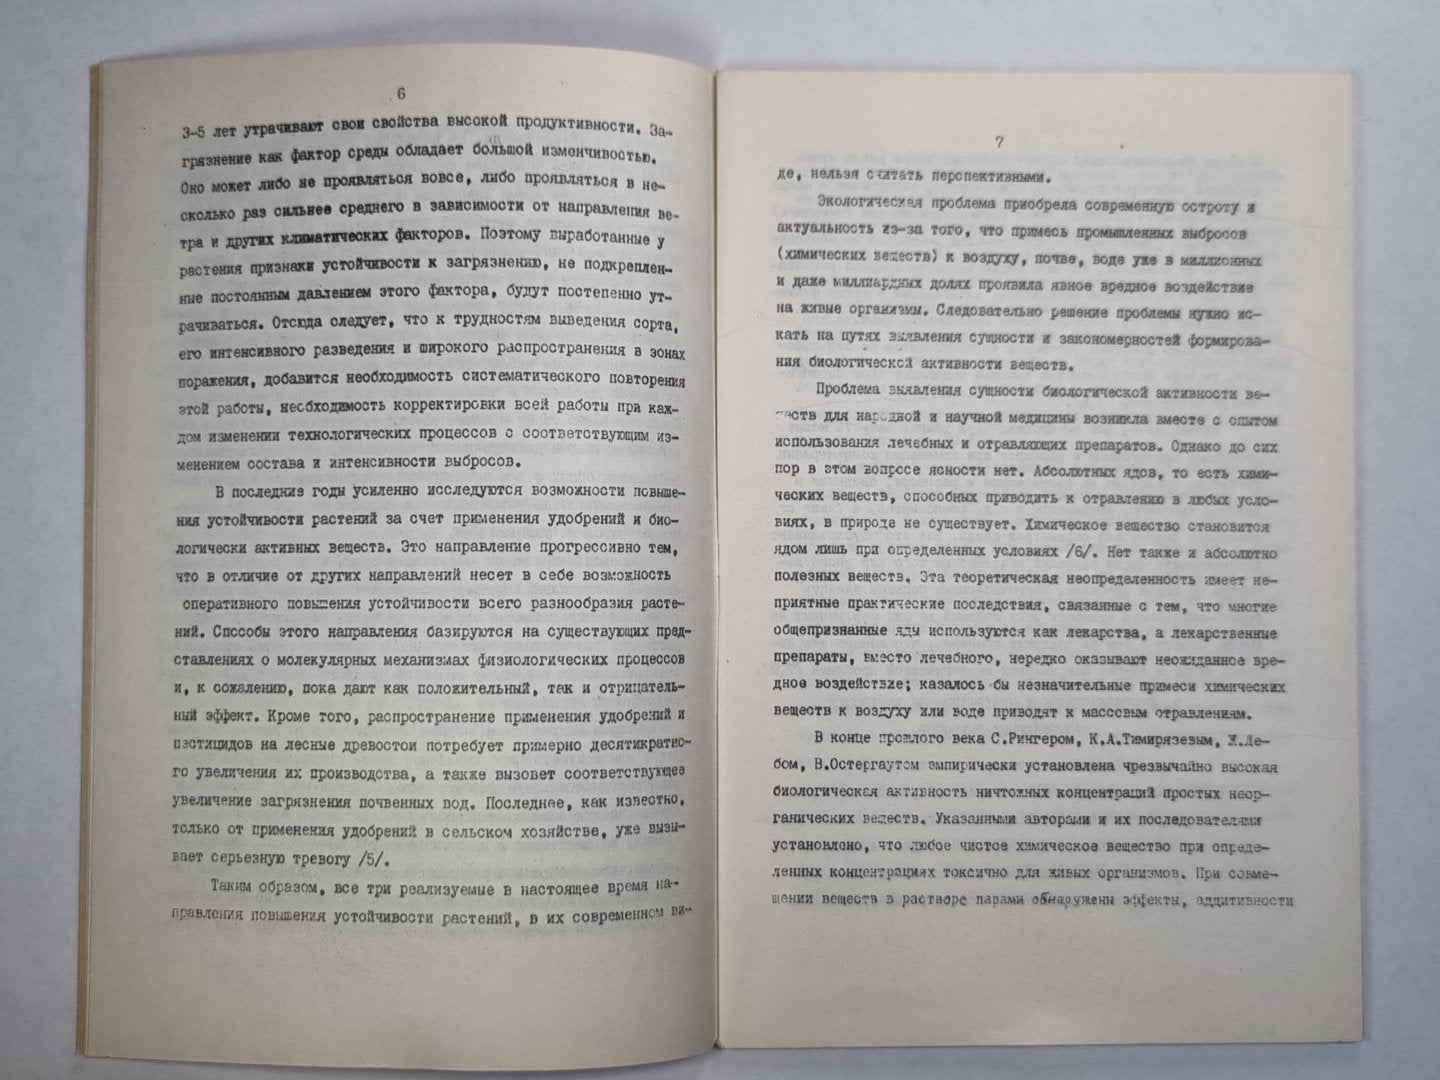 6
3-5 лет утрачивают свои свойства высокой продуктивности. За-
грязнение как фактор среды обладает большой изменчивостью.
Оно может либо не проявляться вовсе, либо проявляться в не-
сколько раз сильнее среднего в зависимости от направления ве-
тра и других климатических факторов. Поэтому выработанные у
растения признаки устойчивости к загрязнению, не подкреплен-
ные постоянным давлением этого фактора, будут постепенно ут-
рачиваться. Отсюда следует, что к трудностям выведения сорта,
его интенсивного разведения и широкого распространения в зонах
поражения, добавится необходимость систематического повторения
этой работы, необходимость корректировки всей работы при каж-
дом изменении технологических процессов с соответствующим из-
менением состава и интенсивности выбросов.
В последние годы усиленно исследуются возможности повыше-
ния устойчивости растений за счет применения удобрений и био-
логически активных веществ. Это направление прогрессивно тем,
что в отличие от других направлений несет в себе возможность
оперативного повышения устойчивости всего разнообразия расте-
ний. Способы этого направления базируются на существующих пред-
ставлениях о молекулярных механизмах физиологических процессов
и, к сожалению, пока дают как положительный, так и отрицатель-
ный эффект. Кроме того, распространение применения удобрений и
пестицидов на лесные древостои потребует примерно десятикратно-
го увеличения их производства, а также вызовет соответствующее
увеличение загрязнения почвенных вод. Последнее, как известно,
только от применения удобрений в сельском хозяйстве, уже вызы-
вает серьезную тревогу /5/.
Таким образом, все три реализуемые в настоящее время на-
правления повышения устойчивости растений, в их современном ви-
7
де, нельзя считать перспективными.
Экологическая проблема приобрела современную остроту и
актуальность из-за того, что примесь промышленных выбросов
(химических веществ) к воздуху, почве, воде уже в миллионных
и даже миллиардных долях проявила явное вредное воздействие
на живые организмы. Следовательно решение проблемы нужно ис-
кать на путях выявления сущности и закономерностей формирова-
ния биологической активности веществ.
Проблема выявления сущности биологической активности ве-
ществ для народной и научной медицины возникла вместе с опытом
использования лечебных и отравляющих препаратов. Однако до сих
пор в этом вопросе ясности нет. Абсолютных ядов, то есть хими-
ческих веществ, способных приводить к отравлению в любых усло-
виях, в природе не существует. Химическое вещество становится
ядом лишь при определенных условиях /6/. Нет также и абсолютно
полезных веществ. Эта теоретическая неопределенность имеет не-
приятные практические последствия, связанные с тем, что многие
общепризнанные яды используются как лекарства, а лекарственные
препараты, вместо лечебного, нередко оказывают неожиданное вре-
дное воздействие; казалось бы незначительные примеси химических
веществ к воздуху или воде приводят к массовым отравлениям.
В конце прошлого века С.Рингером, К.А.Тимирязевым, Ж.Ле-
бом, В.Остергаутом эмпирически установлена чрезвычайно высокая
биологическая активность ничтожных концентраций простых неор-
ганических веществ. Указанными авторами и их последователями
установлено, что любое чистое химическое вещество при опреде-
ленных концентрациях токсично для живых организмов. При совме-
щении веществ в растворе парами обнаружены эффекты, аддитивности